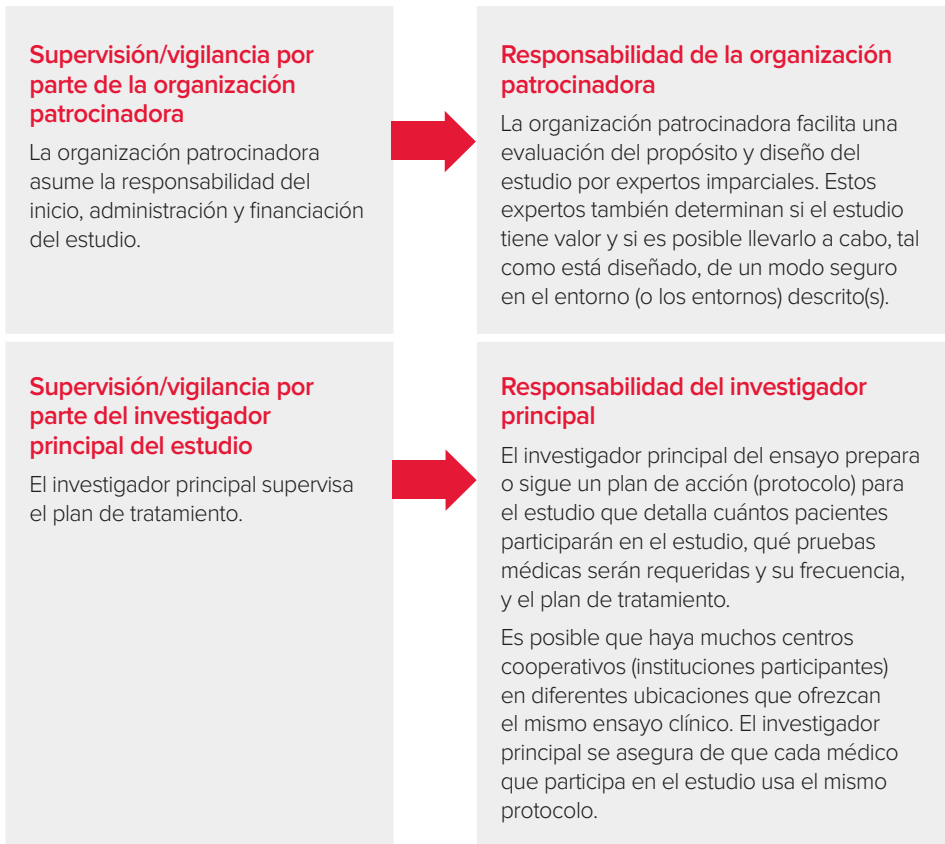 Supervisión/vigilancia por
parte de la organización
patrocinadora
La organización patrocinadora
asume la responsabilidad del
inicio, administración y financiación
del estudio.
Responsabilidad de la organización
patrocinadora
La organización patrocinadora facilita una
evaluación del propósito y diseño del
estudio por expertos imparciales. Estos
expertos también determinan si el estudio
tiene valor y si es posible llevarlo a cabo, tal
como está diseñado, de un modo seguro
en el entorno (o los entornos) descrito(s).
Supervisión/vigilancia por
parte del investigador
principal del estudio
El investigador principal supervisa
el plan de tratamiento.
Responsabilidad del investigador
principal
El investigador principal del ensayo prepara
o sigue un plan de acción (protocolo) para
el estudio que detalla cuántos pacientes
participarán en el estudio, qué pruebas
médicas serán requeridas y su frecuencia,
y el plan de tratamiento.
Es posible que haya muchos centros
cooperativos (instituciones participantes)
en diferentes ubicaciones que ofrezcan
el mismo ensayo clínico. El investigador
principal se asegura de que cada médico
que participa en el estudio usa el mismo
protocolo.